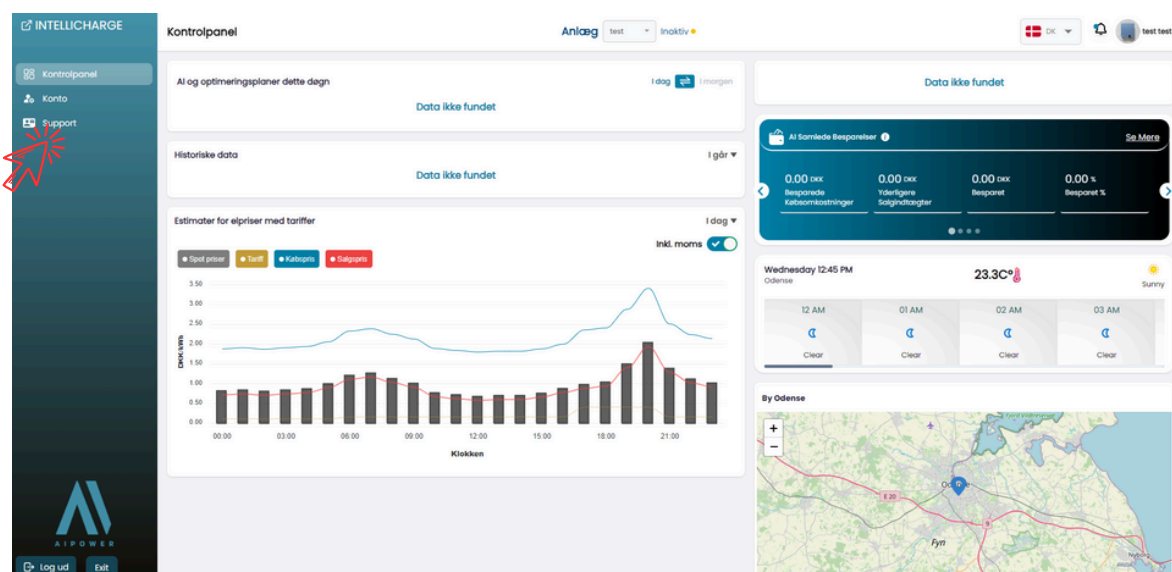 INTELLICHARGE
Kontrolpanel
Konto
Support
AIPOWER
Log ud
Exit
Kontrolpanel
Anlæg
test
Inaktiv
DK
test test
AI og optimeringsplaner dette døgn
I dag
I morgen
Data ikke fundet
Historiske data
I går
Data ikke fundet
Estimater for elpriser med tariffer
I dag
Inkl. moms
Spot priser
Tariff
Købspris
Salgspris
3.50
3.00
2.50
2.00
1.50
1.00
0.50
0.00
DKK/kWh
00:00 03:00 06:00 09:00 12:00 15:00 18:00 21:00
Klokken
Data ikke fundet
AI Samlede Besparelser
Se Mere
0.00 DKK
Besparede
Købsomkostninger
0.00 DKK
Yderligere
Salgindtægter
0.00 DKK
Besparet
0.00 %
Besparet %
Wednesday 12:45 PM
Odense
23.3C°
Sunny
12 AM
Clear
01 AM
Clear
02 AM
Clear
03 AM
Clear
By Odense
+
−
E 20
9
Fyn
Nyborg